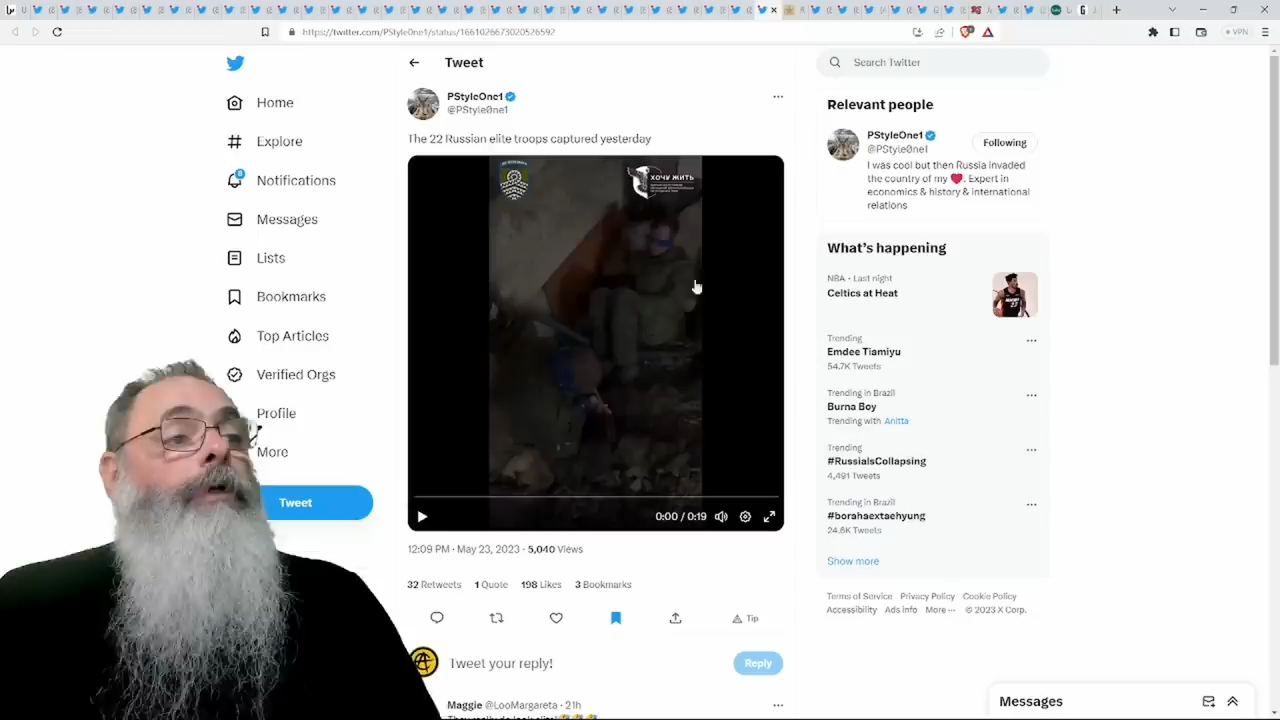 https://twitter.com/PStyle0ne1/status/1661026673020526592
VPN
Home
Explore
Notifications
Messages
Lists
Bookmarks
Top Articles
Verified Orgs
Profile
More
Tweet
Tweet
PStyleOne1
@PStyle0ne1
The 22 Russian elite troops captured yesterday
ХОЧУ ЖИТЬ
0:00 / 0:19
12:09 PM · May 23, 2023 · 5,040 Views
32 Retweets 1 Quote 198 Likes 3 Bookmarks
Tip
Tweet your reply!
Reply
Maggie @LooMargareta · 21h
Search Twitter
Relevant people
PStyleOne1
@PStyle0ne1
Following
I was cool but then Russia invaded
the country of my ❤️. Expert in
economics & history & international
relations
What's happening
NBA · Last night
Celtics at Heat
Trending
Emdee Tiamiyu
54.7K Tweets
Trending in Brazil
Burna Boy
Trending with Anitta
Trending
#RussiaIsCollapsing
4,491 Tweets
Trending in Brazil
#borahaextaehyung
24.6K Tweets
Show more
Terms of Service Privacy Policy Cookie Policy
Accessibility Ads info More ··· © 2023 X Corp.
Messages